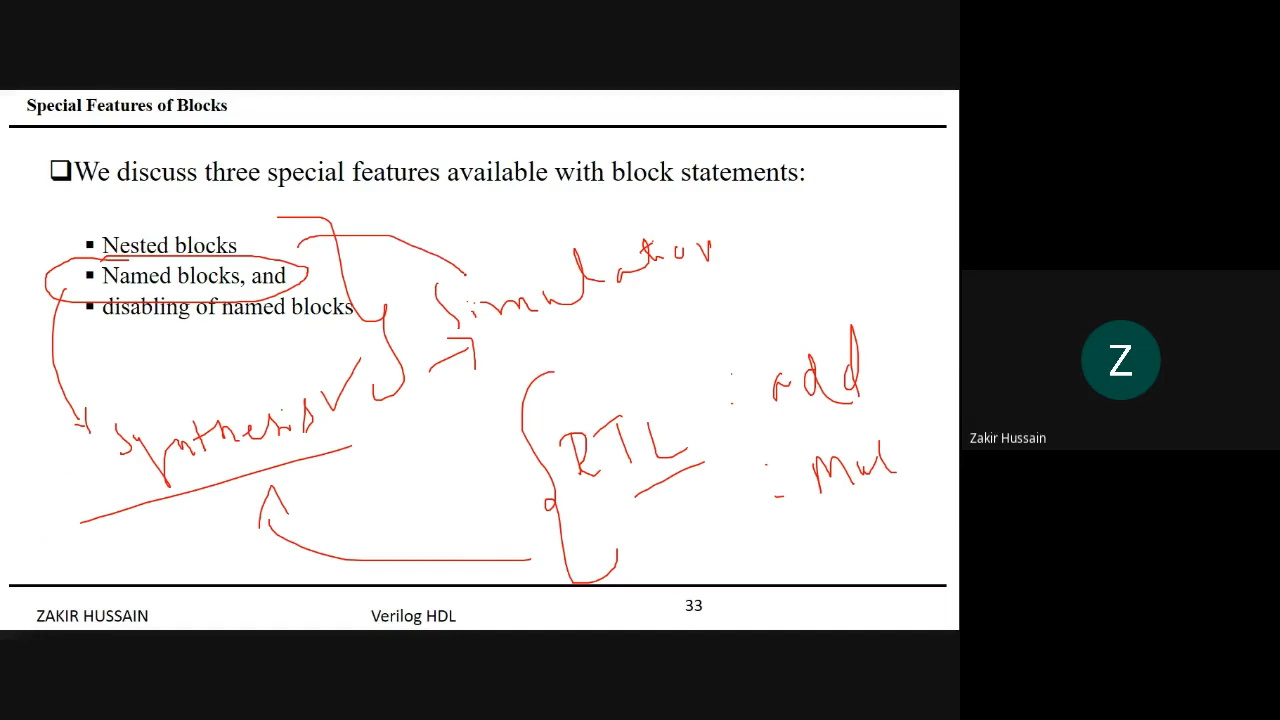 Special Features of Blocks
❑We discuss three special features available with block statements:
▪ Nested blocks
▪ Named blocks, and
▪ disabling of named blocks
Simulator
Synthesis
RTL
: add
: Mul
ZAKIR HUSSAIN
Verilog HDL
33
Z
Zakir Hussain